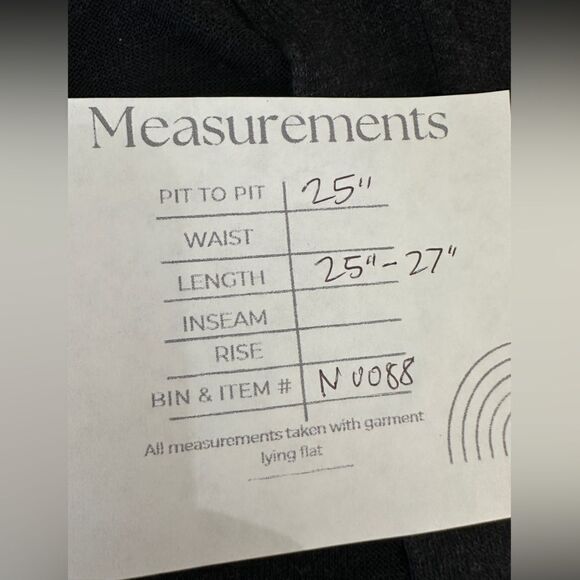 Measurements
PIT TO PIT 25"
WAIST
LENGTH 25"-27"
INSEAM
RISE
BIN & ITEM # N U088
All measurements taken with garment
lying flat